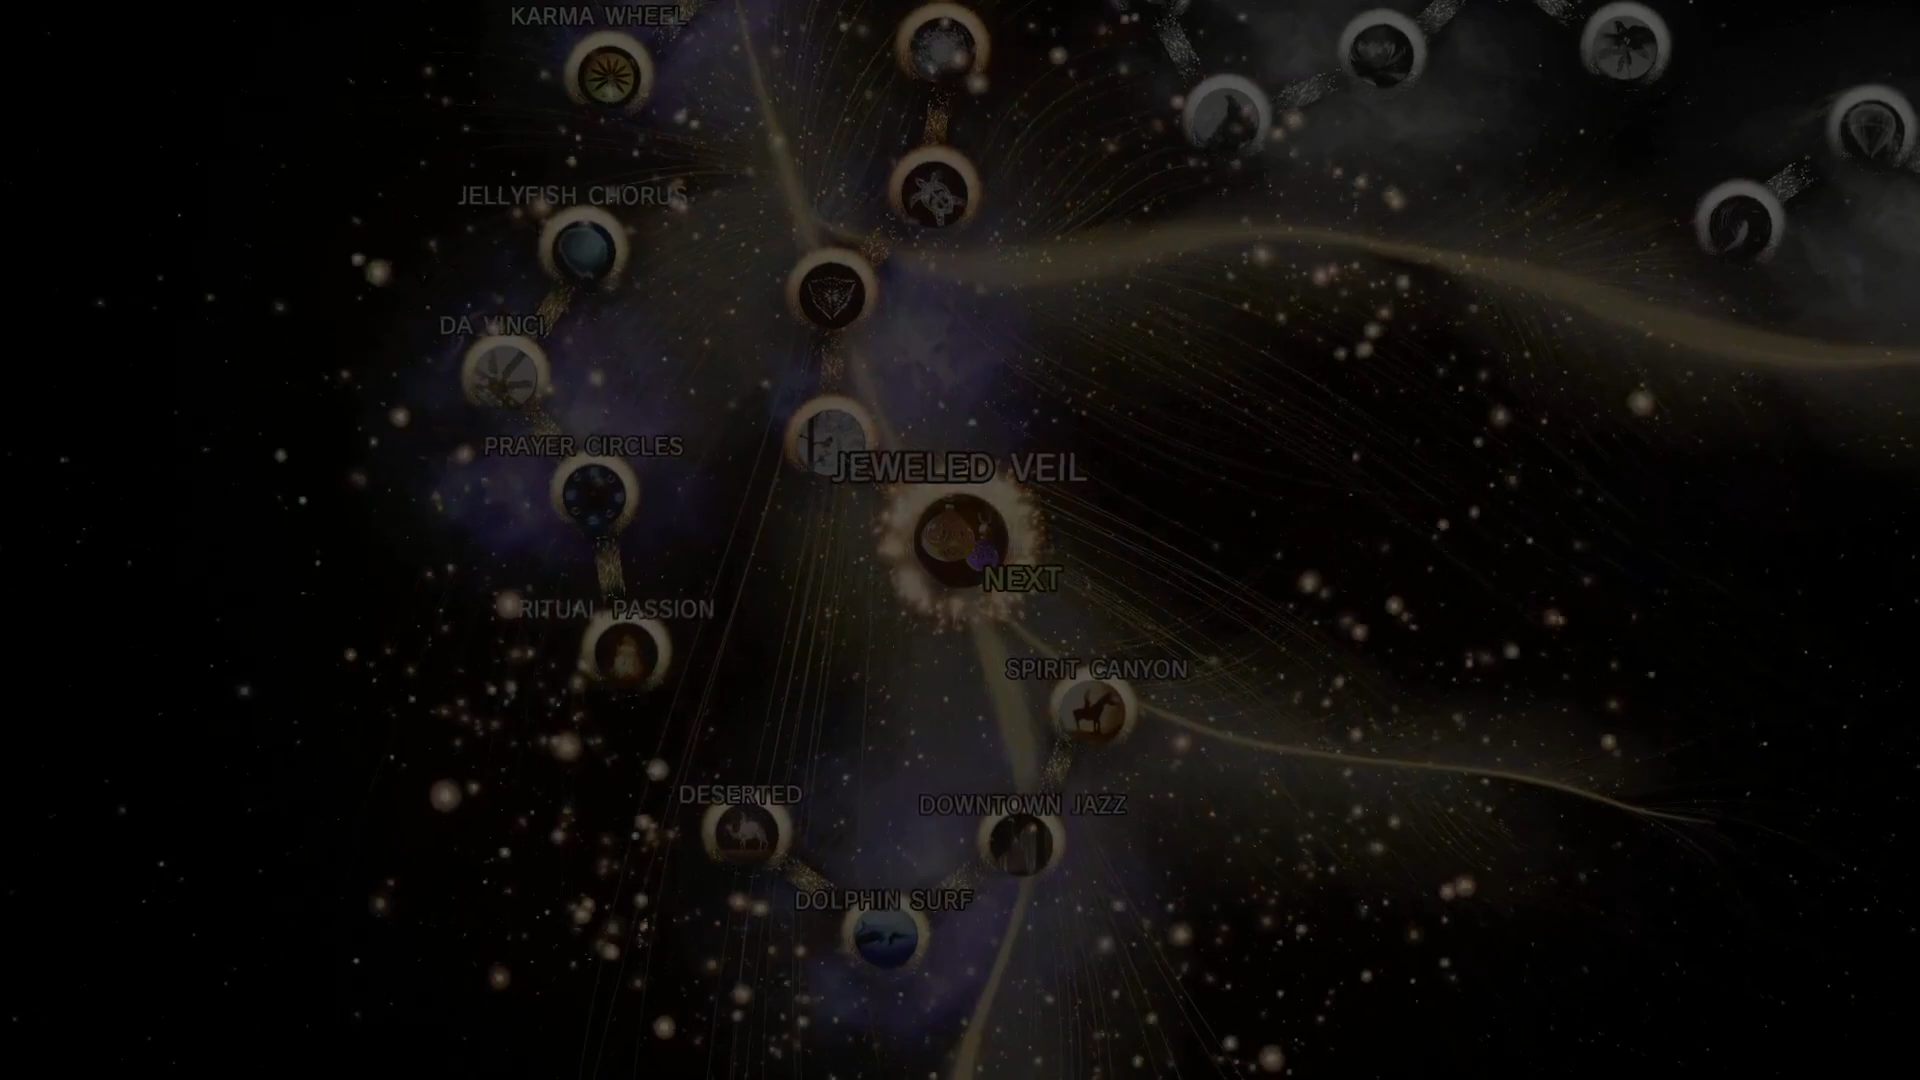 KARMA WHEEL
JELLYFISH CHORUS
DA VINCI
PRAYER CIRCLES
JEWELED VEIL
NEXT
RITUAL PASSION
SPIRIT CANYON
DESERTED
DOWNTOWN JAZZ
DOLPHIN SURF